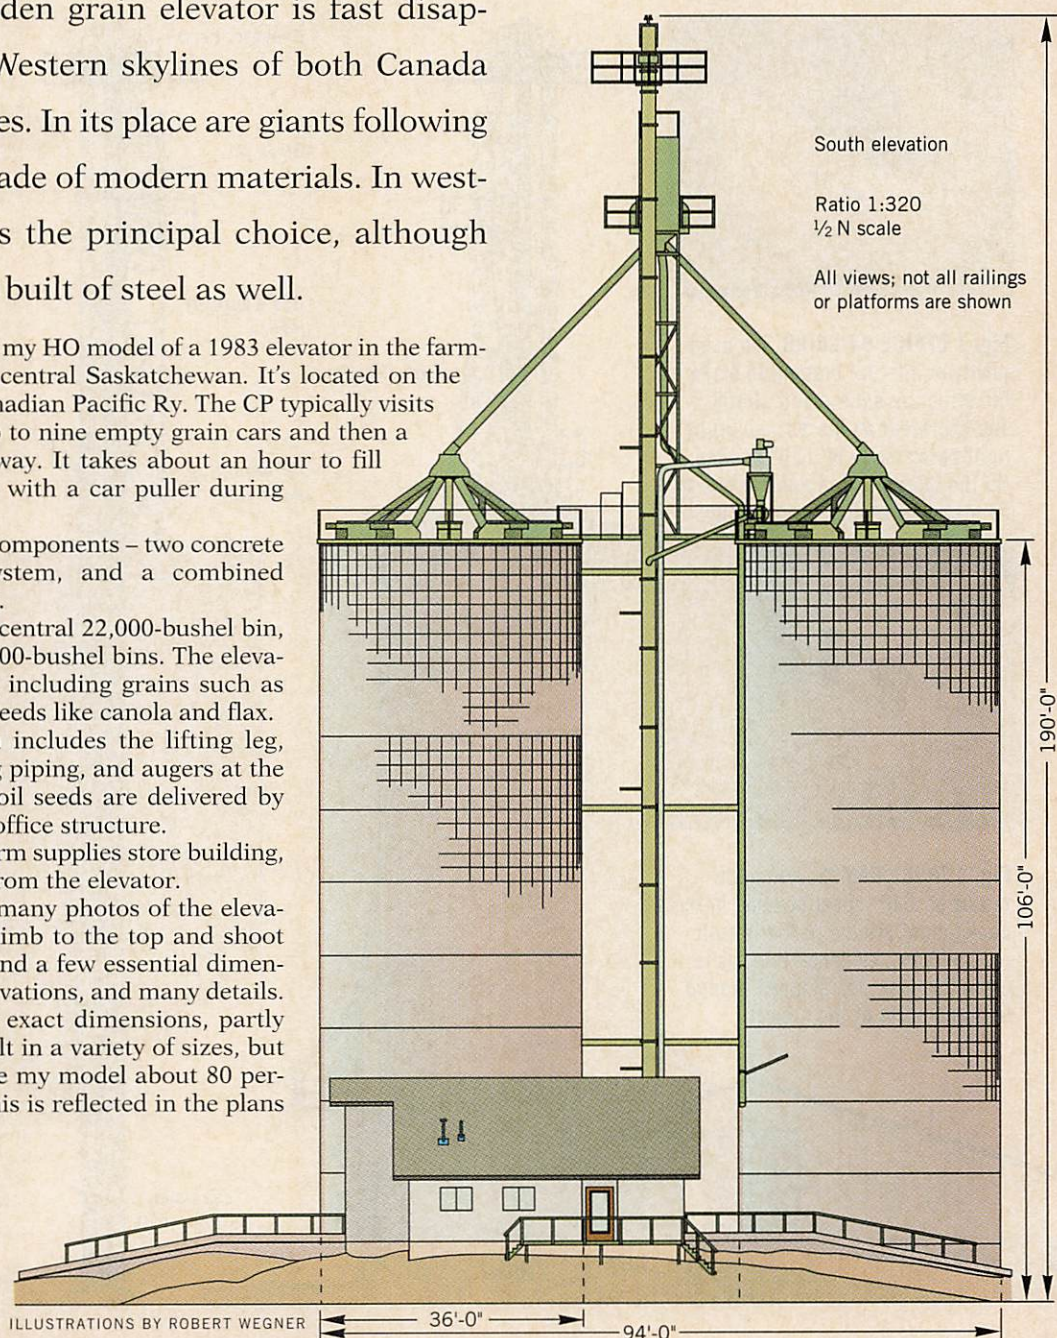 den grain elevator is fast disap-
Western skylines of both Canada
es. In its place are giants following
ade of modern materials. In west-
s the principal choice, although
built of steel as well.
my HO model of a 1983 elevator in the farm-
central Saskatchewan. It's located on the
nadian Pacific Ry. The CP typically visits
to nine empty grain cars and then a
way. It takes about an hour to fill
with a car puller during
omponents – two concrete
ystem, and a combined
central 22,000-bushel bin,
00-bushel bins. The eleva-
including grains such as
eeds like canola and flax.
includes the lifting leg,
g piping, and augers at the
oil seeds are delivered by
office structure.
rm supplies store building,
rom the elevator.
many photos of the eleva-
imb to the top and shoot
nd a few essential dimen-
vations, and many details.
exact dimensions, partly
lt in a variety of sizes, but
e my model about 80 per-
his is reflected in the plans
South elevation
Ratio 1:320
½ N scale
All views; not all railings
or platforms are shown
190'-0"
106'-0"
36'-0"
94'-0"
ILLUSTRATIONS BY ROBERT WEGNER